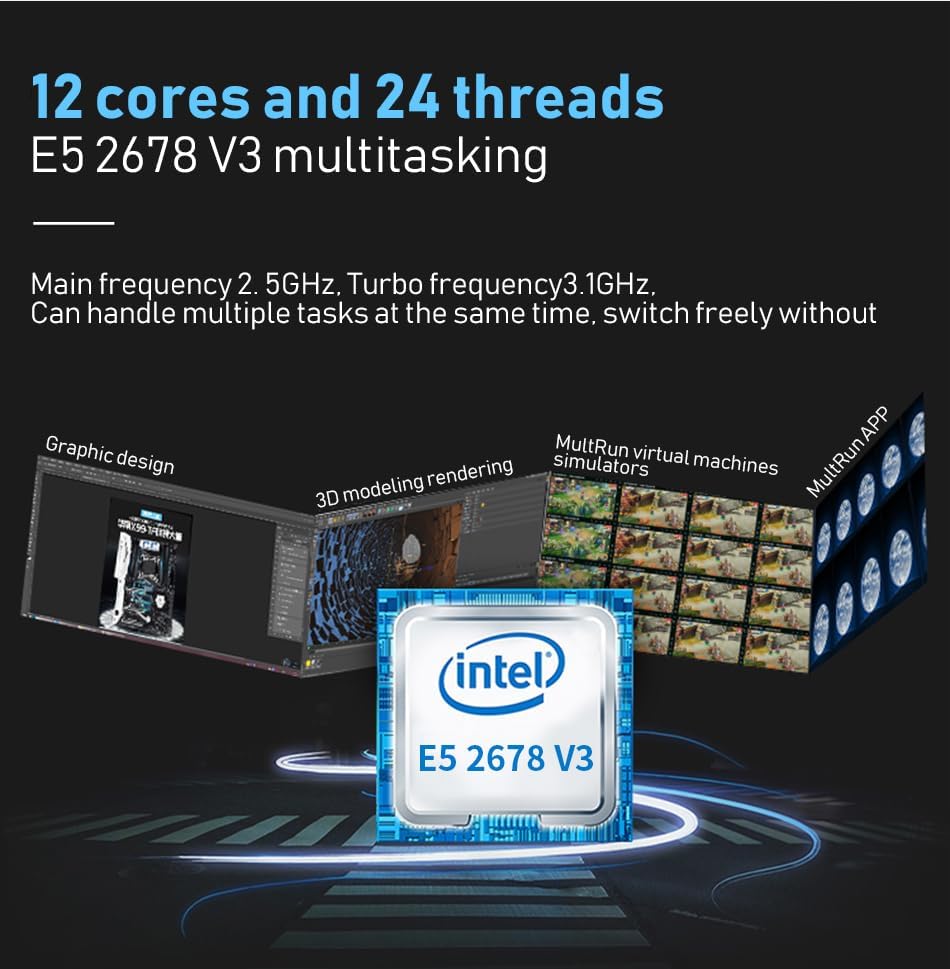 12 cores and 24 threads
E5 2678 V3 multitasking
Main frequency 2. 5GHz, Turbo frequency3.1GHz,
Can handle multiple tasks at the same time, switch freely without
Graphic design
3D modeling rendering
MultRun virtual machines
simulators
MultRun APP
intel®
E5 2678 V3